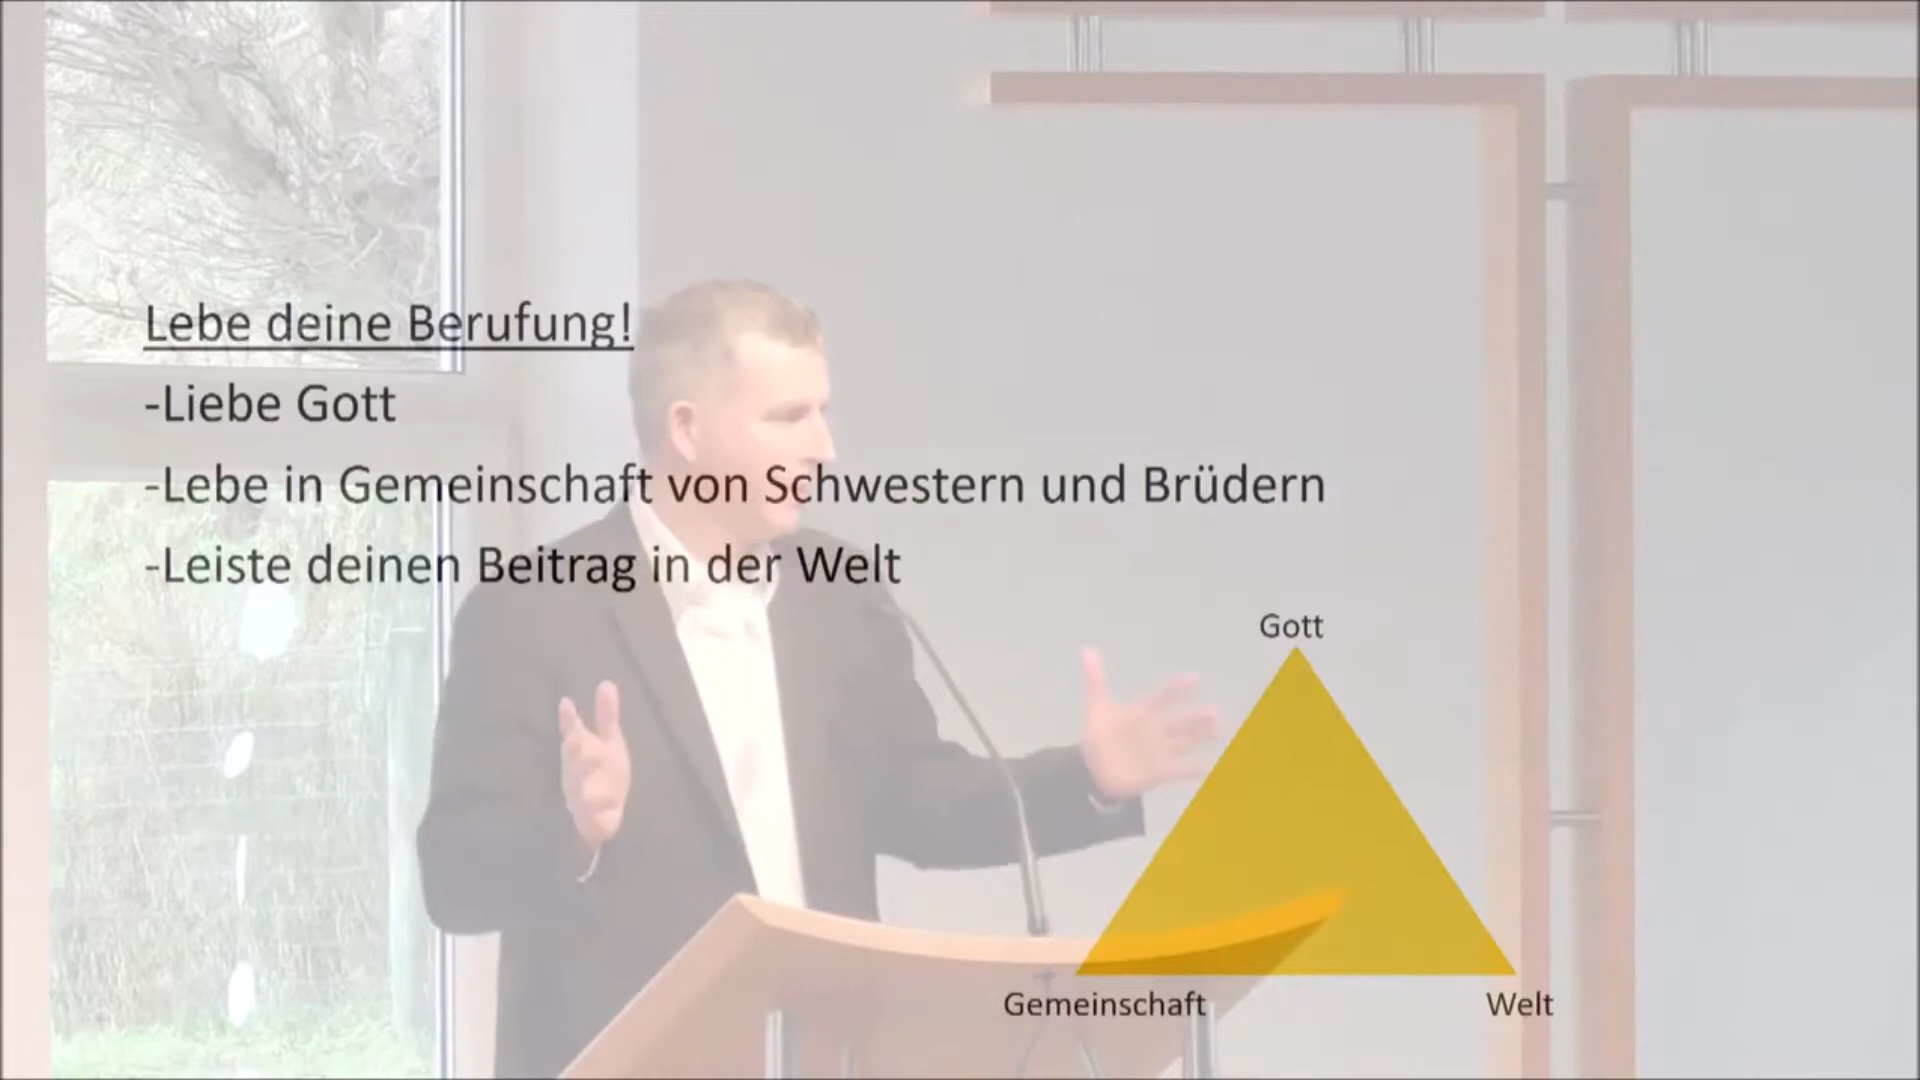 Lebe deine Berufung!
-Liebe Gott
-Lebe in Gemeinschaft von Schwestern und Brüdern
-Leiste deinen Beitrag in der Welt
Gott
Gemeinschaft
Welt